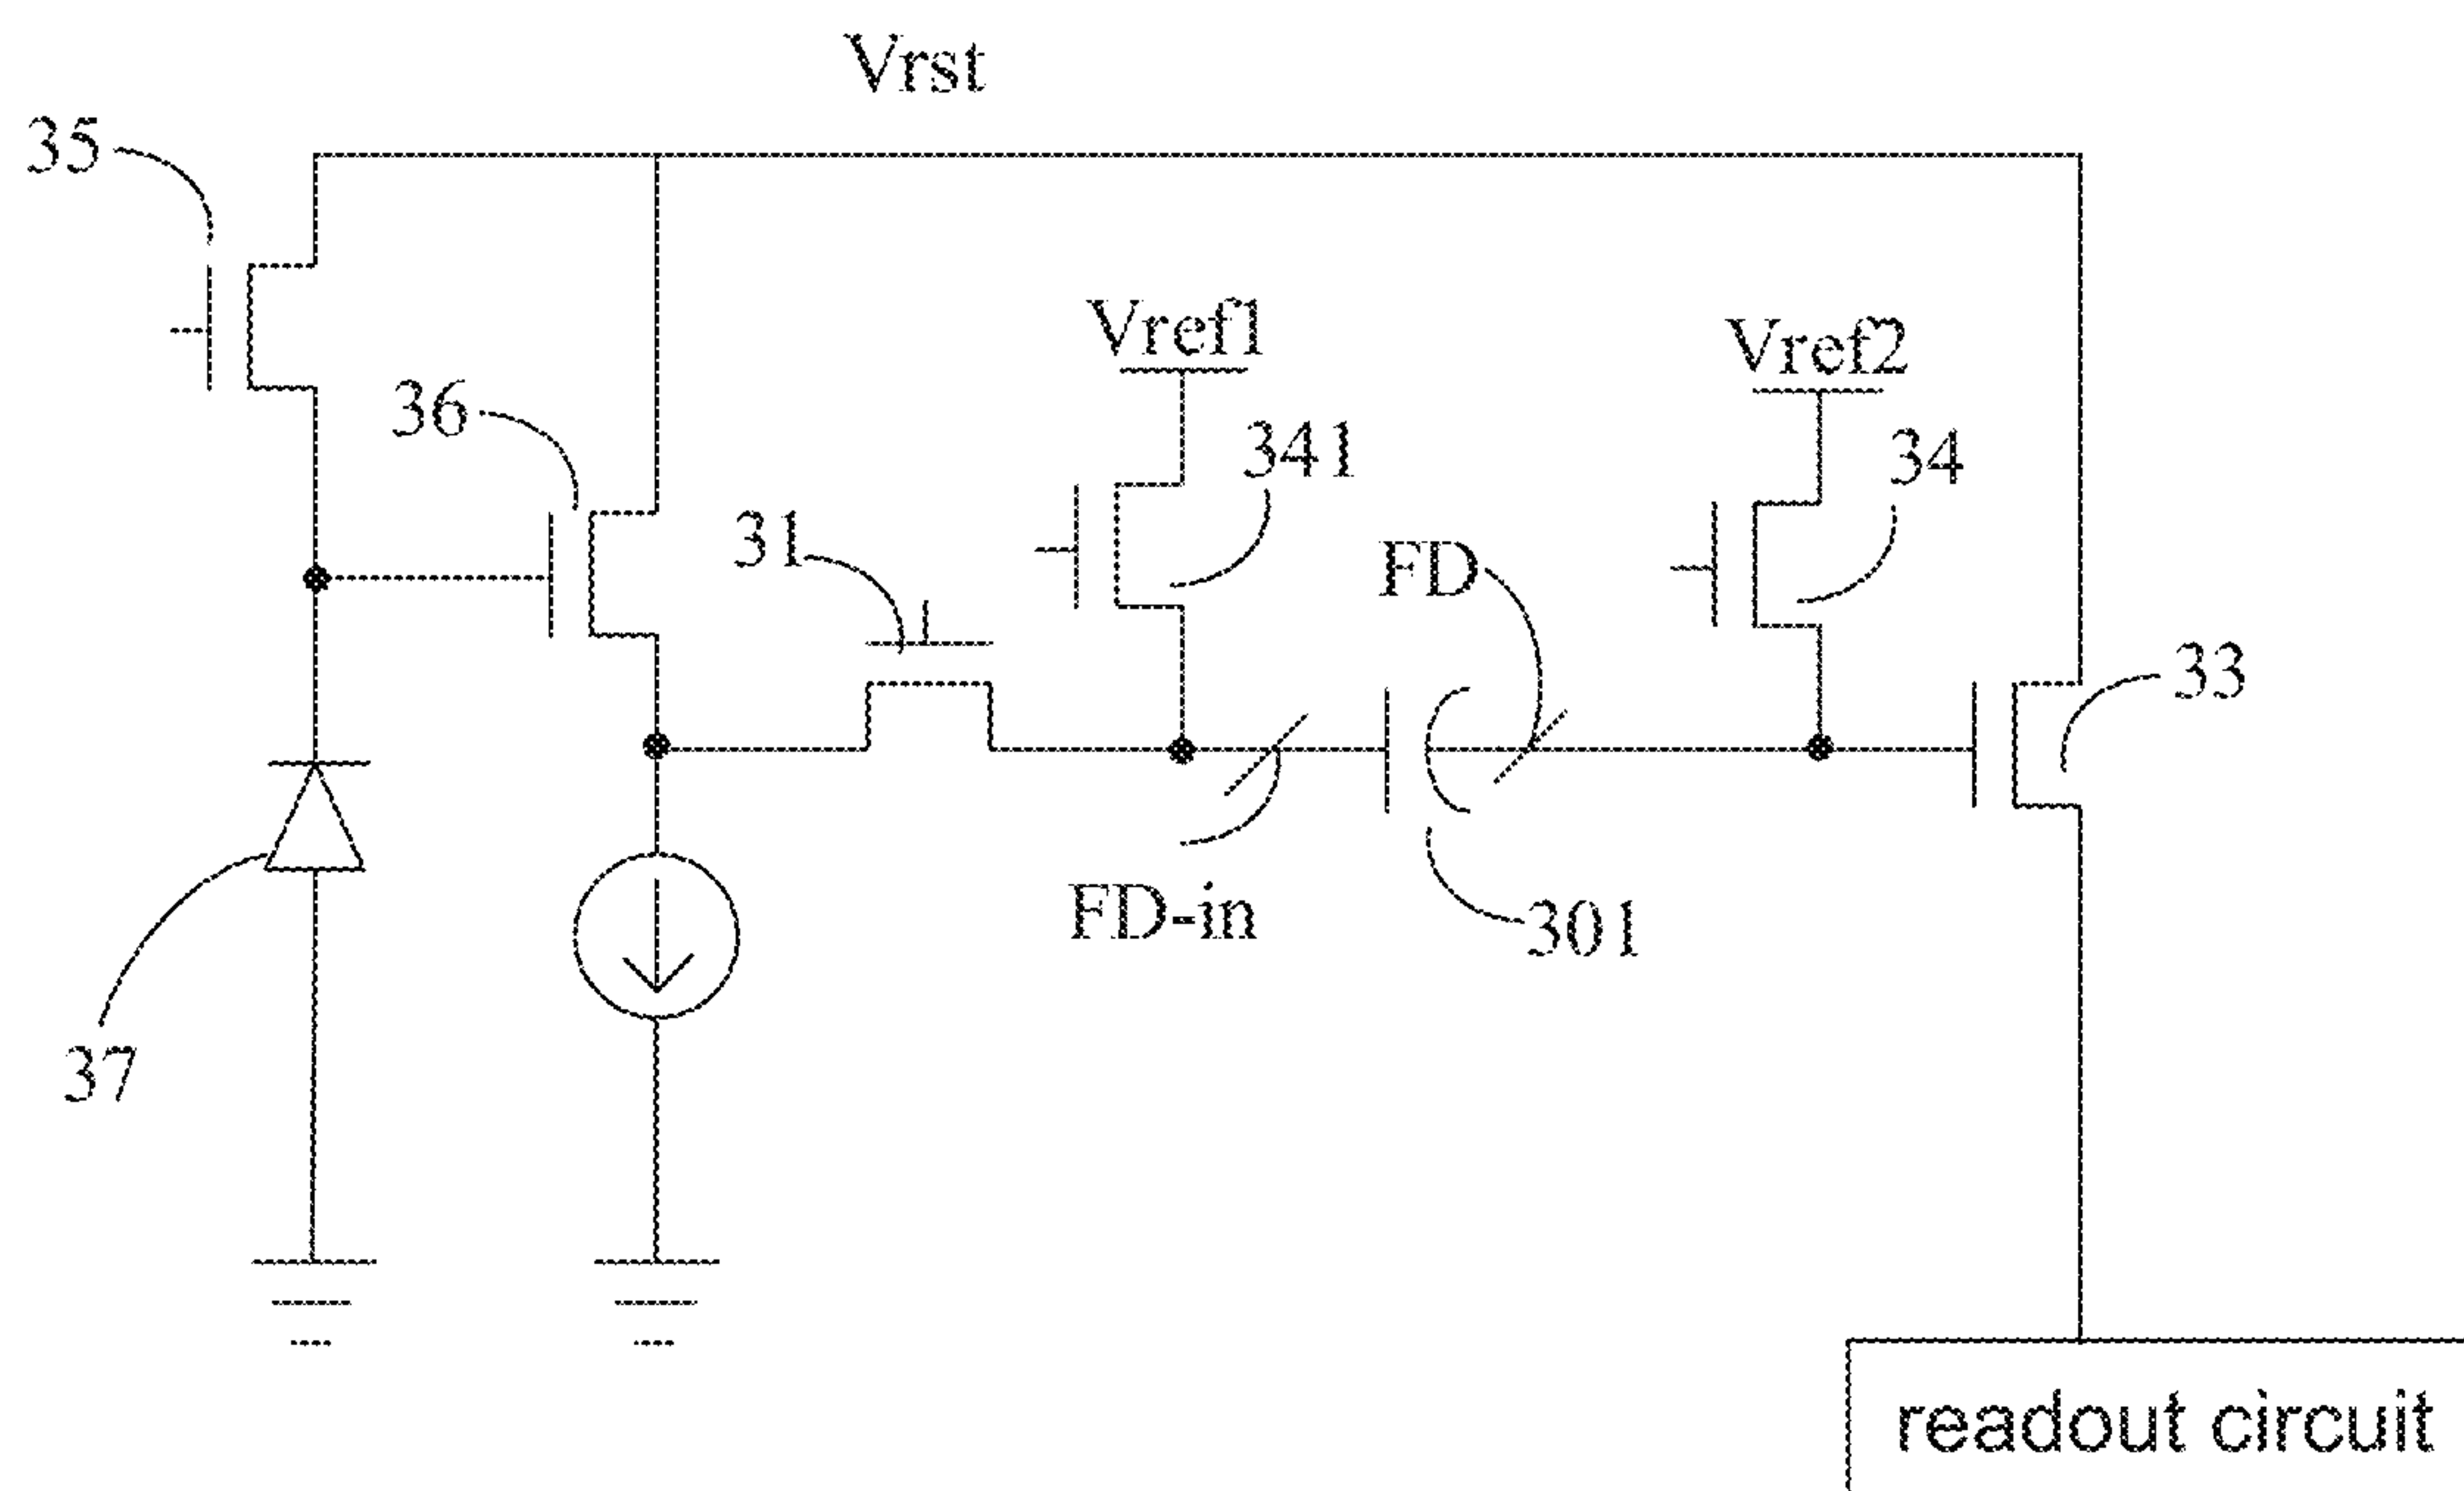 Vrst
35
Vref1
Vref2
36
341
34
31
FD
33
FD-in
301
37
readout circuit